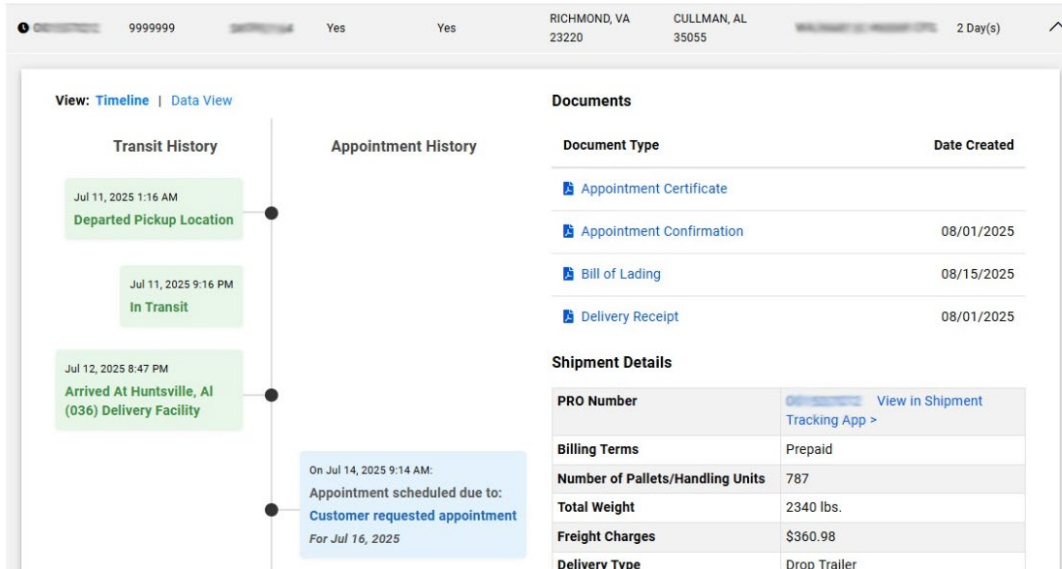 9999999 Yes Yes RICHMOND, VA 23220 CULLMAN, AL 35055 2 Day(s)
View: Timeline | Data View
Transit History
Appointment History
Jul 11, 2025 1:16 AM
Departed Pickup Location
Jul 11, 2025 9:16 PM
In Transit
Jul 12, 2025 8:47 PM
Arrived At Huntsville, Al
(036) Delivery Facility
On Jul 14, 2025 9:14 AM:
Appointment scheduled due to:
Customer requested appointment
For Jul 16, 2025
Documents
Document Type Date Created
Appointment Certificate
Appointment Confirmation 08/01/2025
Bill of Lading 08/15/2025
Delivery Receipt 08/01/2025
Shipment Details
PRO Number View in Shipment
Tracking App >
Billing Terms Prepaid
Number of Pallets/Handling Units 787
Total Weight 2340 lbs.
Freight Charges $360.98
Delivery Type Drop Trailer